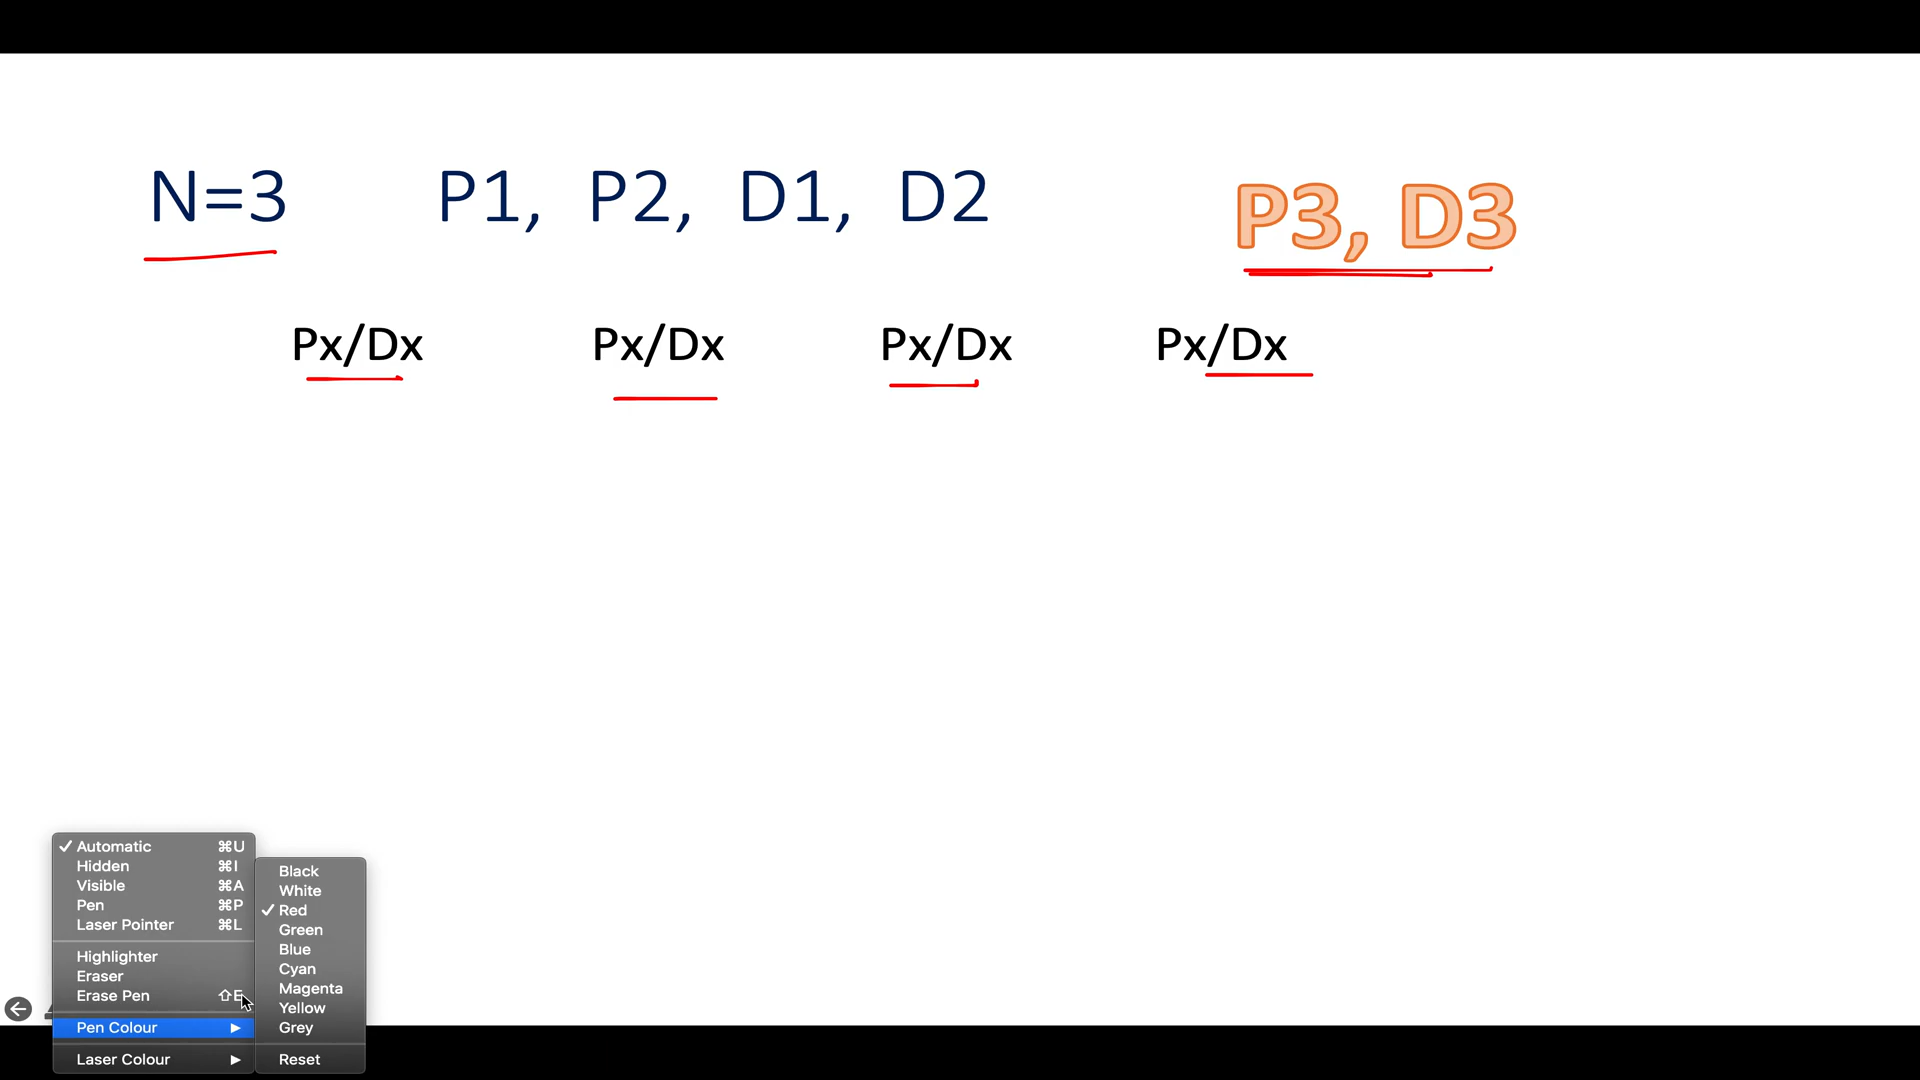 N=3 P1, P2, D1, D2 P3, D3
Px/Dx Px/Dx Px/Dx Px/Dx
✓ Automatic ⌘U
Hidden ⌘I
Visible ⌘A
Pen ⌘P
Laser Pointer ⌘L
Highlighter
Eraser
Erase Pen ⇧E
Pen Colour ▶
Laser Colour ▶
Black
White
✓ Red
Green
Blue
Cyan
Magenta
Yellow
Grey
Reset